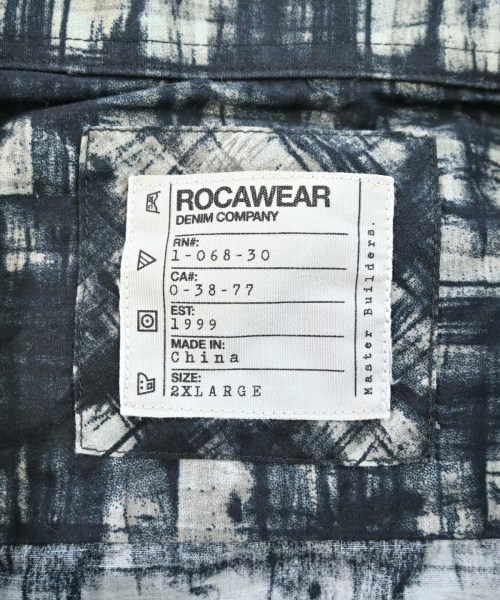 ROCAWEAR
DENIM COMPANY
RN#:
1-068-30
CA#:
0-38-77
EST:
1999
MADE IN:
China
SIZE:
2XLARGE
Master Builders.